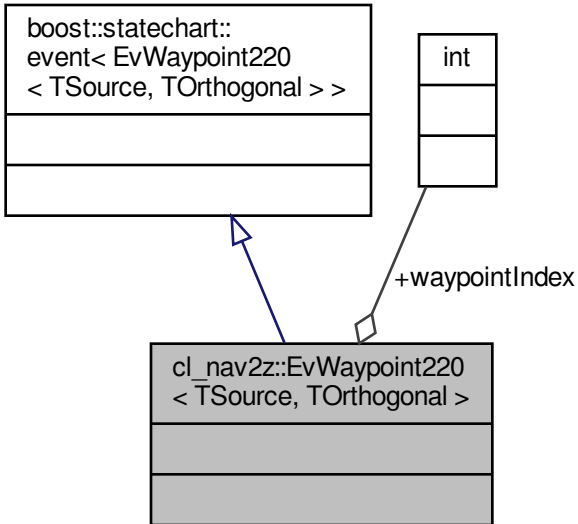 boost::statechart::
event< EvWaypoint220
< TSource, TOrthogonal > >
int
+waypointIndex
cl_nav2z::EvWaypoint220
< TSource, TOrthogonal >